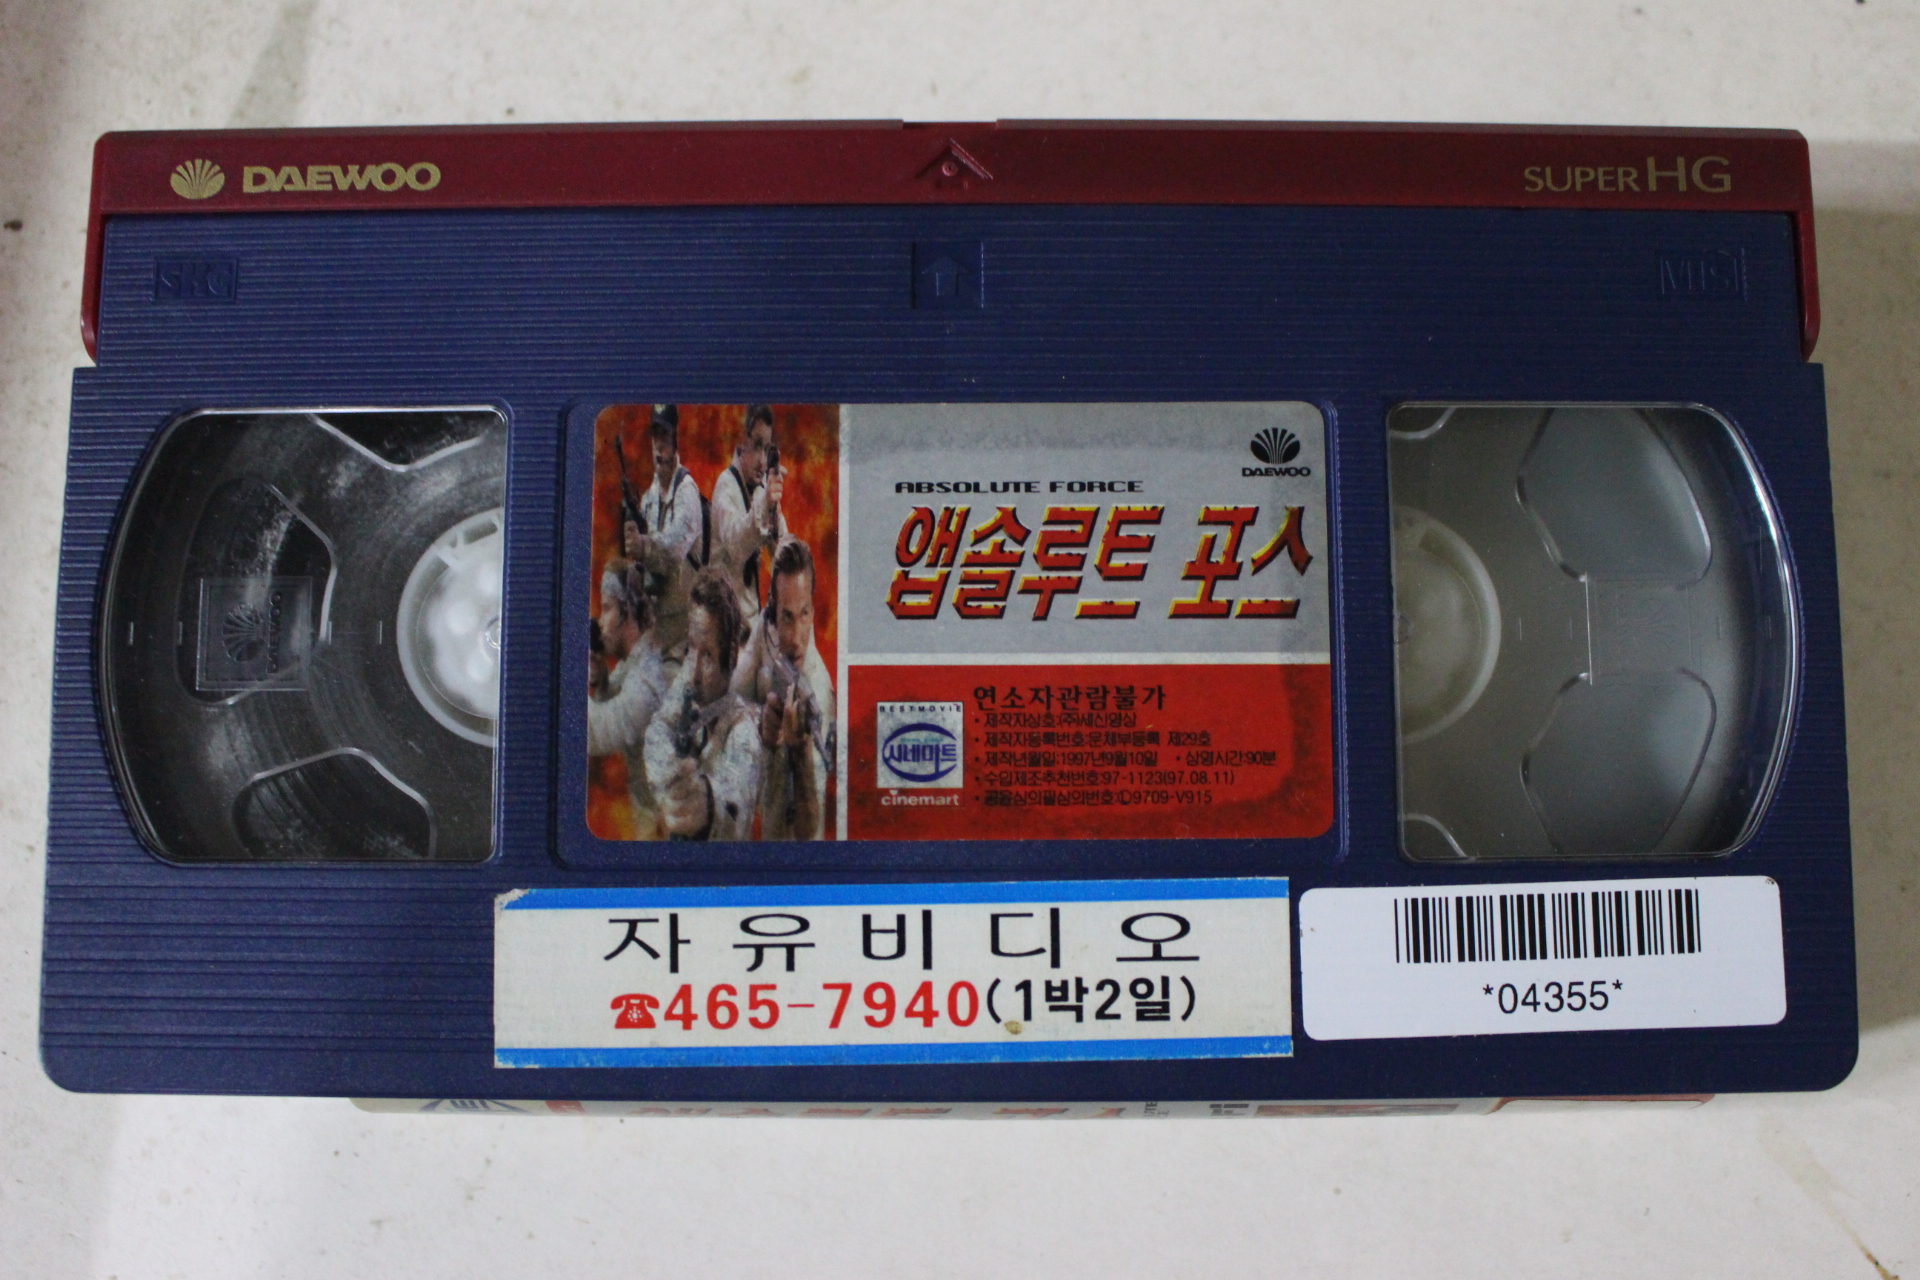 DAEWOO
SUPER HG
SKC
VHS
DAEWOO
DAEWOO
ABSOLUTE FORCE
앱솔루트 포스
연소자관람불가
BESTMOVIE
씨네마트
cinemart
• 제작자상호:(주)세신영상
• 제작자등록번호:문체부등록 제29호
• 제작년월일:1997년9월10일 • 상영시간:90분
• 수입제조추천번호:97-1123(97.08.11)
• 공윤심의필심의번호:Ⓛ9709-V915
자유비디오
☎465-7940(1박2일)
*04355*